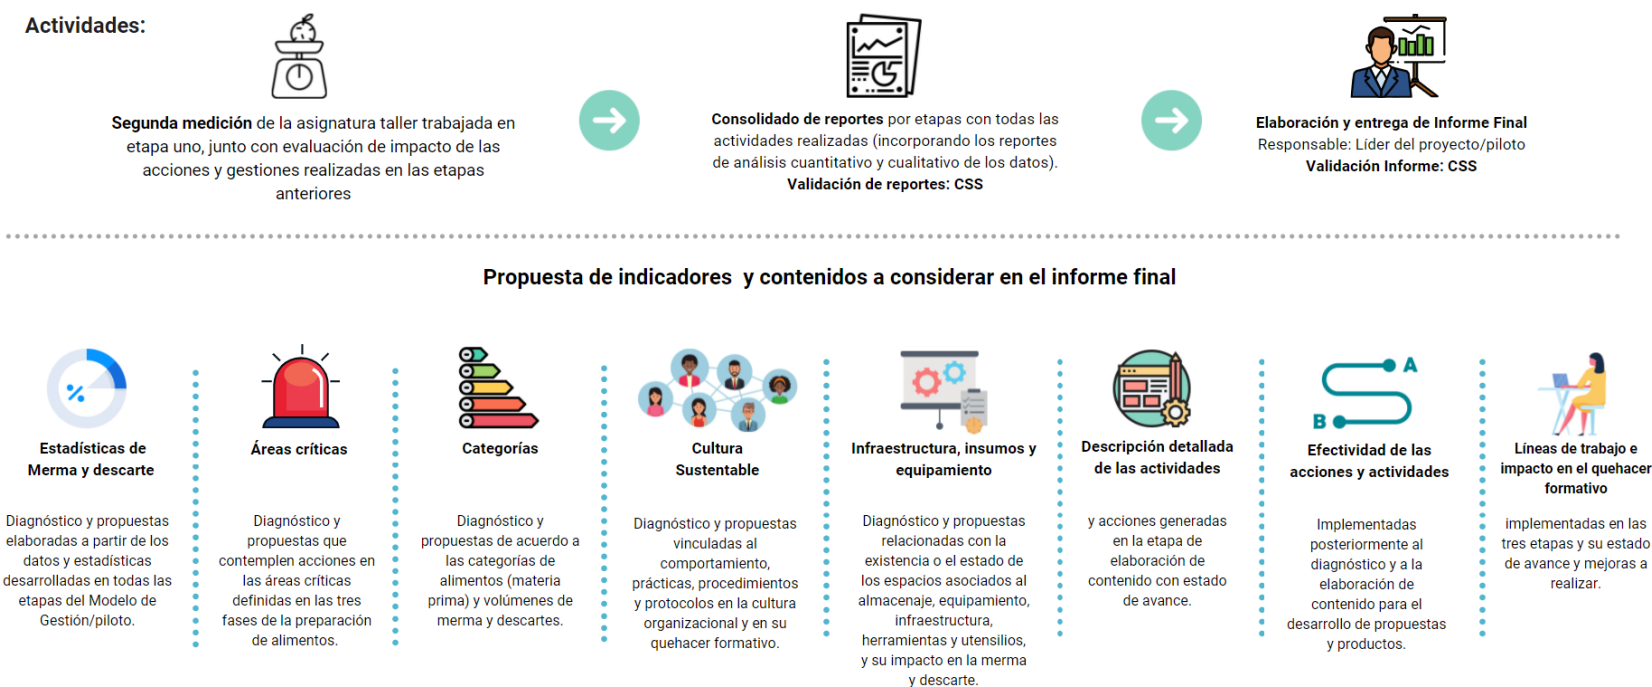 Actividades:
Segunda medición de la asignatura taller trabajada en
etapa uno, junto con evaluación de impacto de las
acciones y gestiones realizadas en las etapas
anteriores
Consolidado de reportes por etapas con todas las
actividades realizadas (incorporando los reportes
de análisis cuantitativo y cualitativo de los datos).
Validación de reportes: CSS
Elaboración y entrega de Informe Final
Responsable: Líder del proyecto/piloto
Validación Informe: CSS
Propuesta de indicadores y contenidos a considerar en el informe final
Estadísticas de
Merma y descarte
Diagnóstico y propuestas
elaboradas a partir de los
datos y estadísticas
desarrolladas en todas las
etapas del Modelo de
Gestión/piloto.
Áreas críticas
Diagnóstico y
propuestas que
contemplen acciones en
las áreas críticas
definidas en las tres
fases de la preparación
de alimentos.
Categorías
Diagnóstico y
propuestas de acuerdo a
las categorías de
alimentos (materia
prima) y volúmenes de
merma y descartes.
Cultura
Sustentable
Diagnóstico y propuestas
vinculadas al
comportamiento,
prácticas, procedimientos
y protocolos en la cultura
organizacional y en su
quehacer formativo.
Infraestructura, insumos y
equipamiento
Diagnóstico y propuestas
relacionadas con la
existencia o el estado de
los espacios asociados al
almacenaje, equipamiento,
infraestructura,
herramientas y utensilios,
y su impacto en la merma
y descarte.
Descripción detallada
de las actividades
y acciones generadas
en la etapa de
elaboración de
contenido con estado
de avance.
A
B
Efectividad de las
acciones y actividades
Implementadas
posteriormente al
diagnóstico y a la
elaboración de
contenido para el
desarrollo de propuestas
y productos.
Líneas de trabajo e
impacto en el quehacer
formativo
implementadas en las
tres etapas y su estado
de avance y mejoras a
realizar.